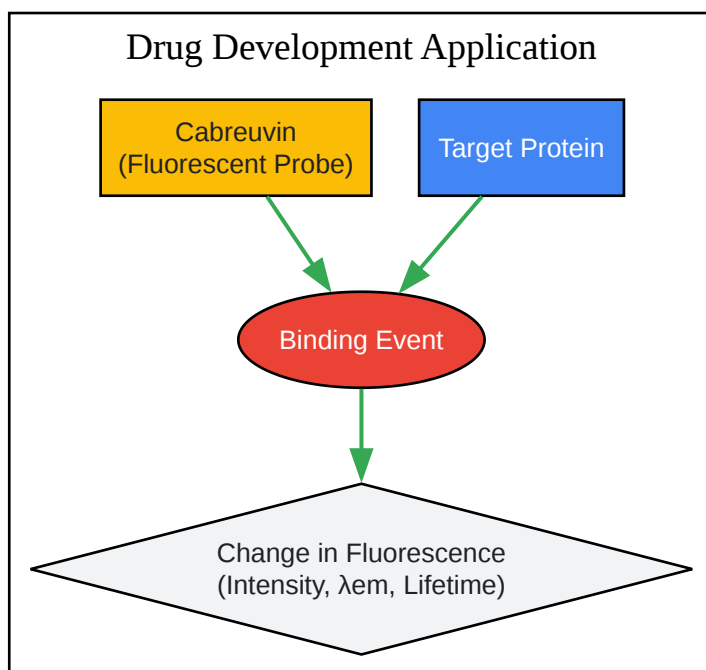 Drug Development Application
Cabreuvin
(Fluorescent Probe)
Target Protein
Binding Event
Change in Fluorescence
(Intensity, λem, Lifetime)